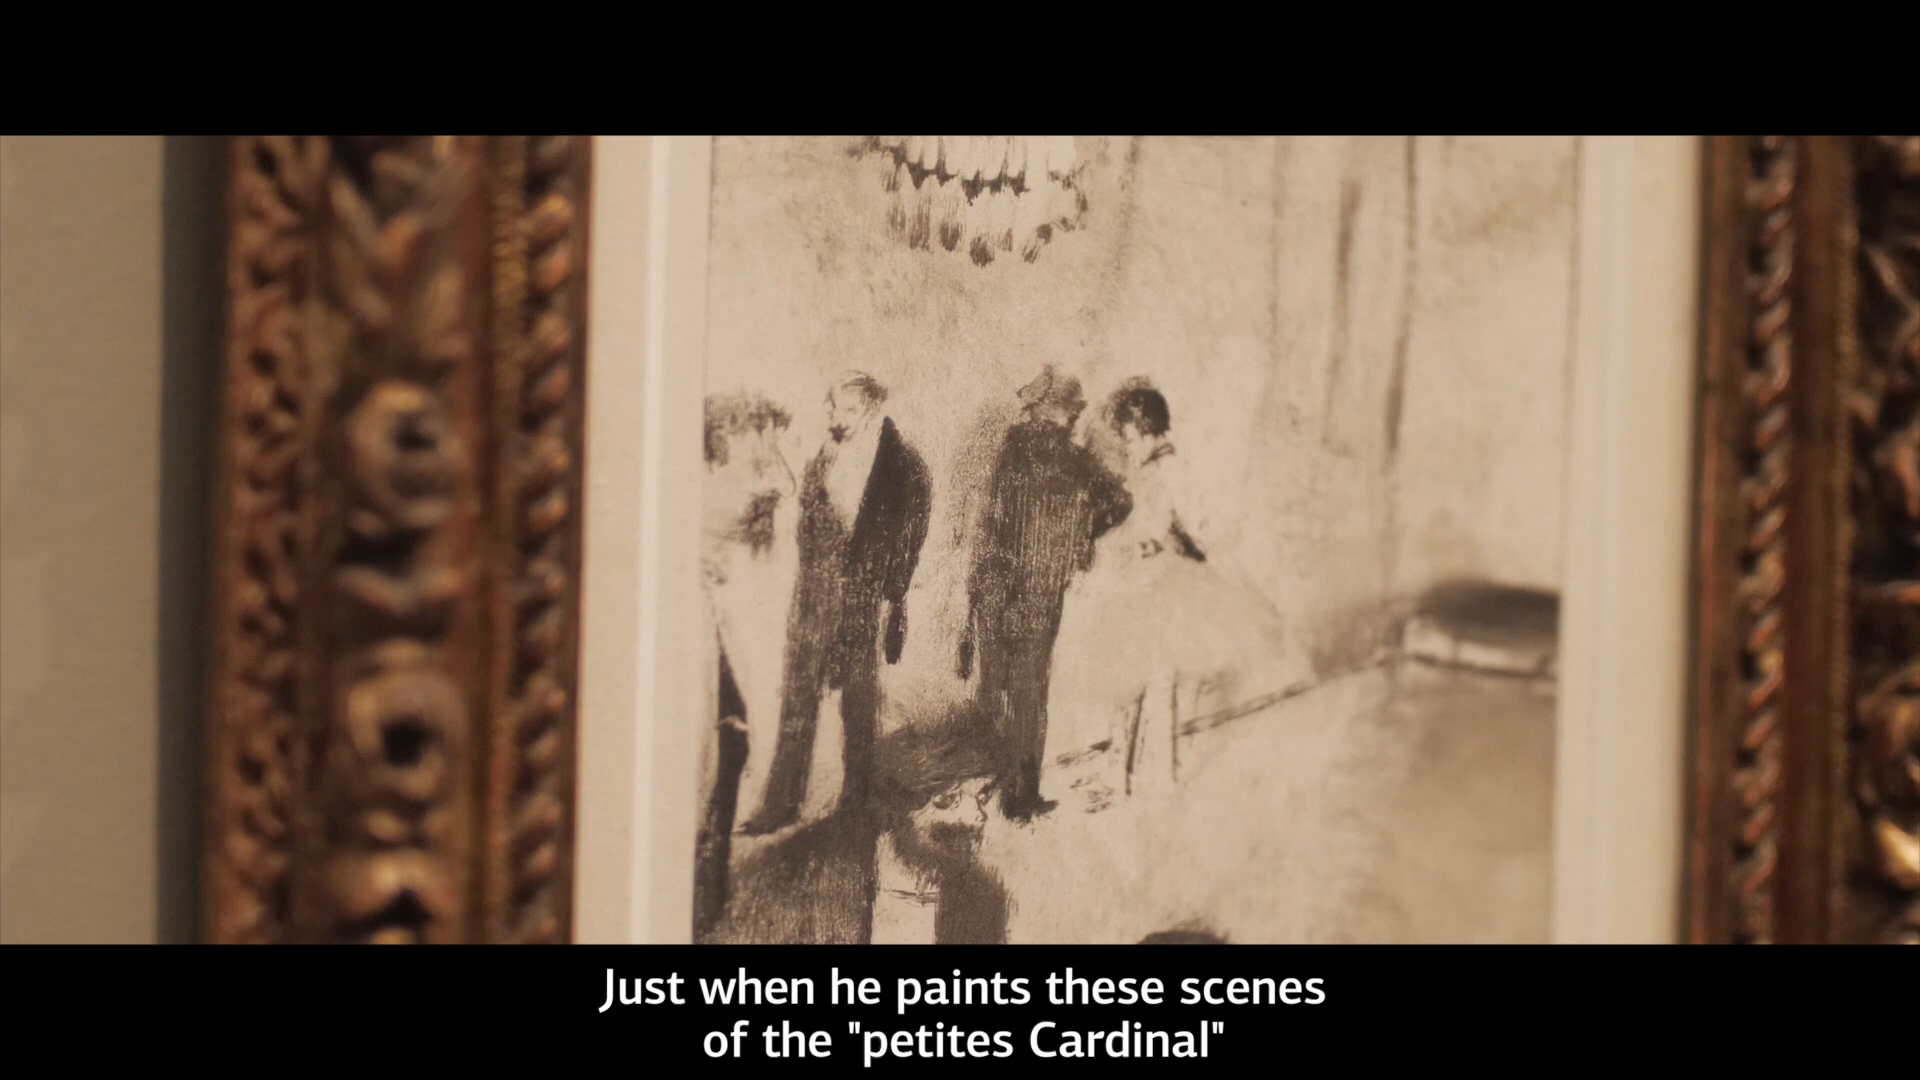 Just when he paints these scenes
of the "petites Cardinal"